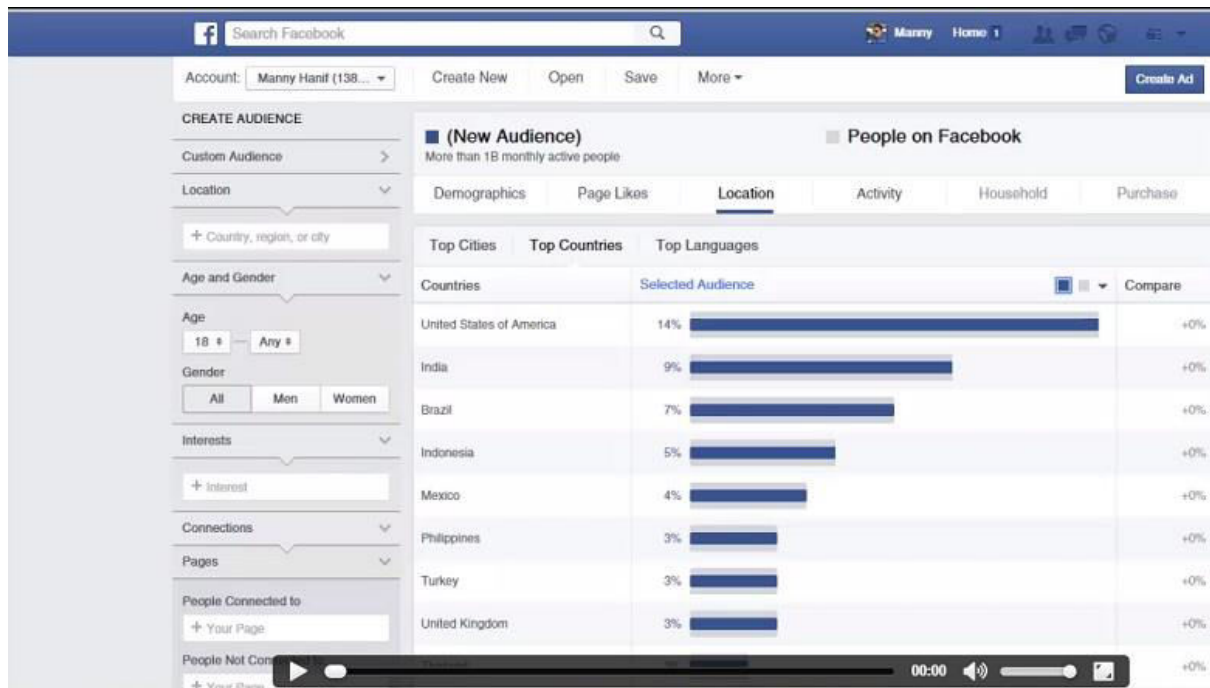 f Search Facebook Manny Home 1
Account: Manny Hanif (138... Create New Open Save More Create Ad
CREATE AUDIENCE
Custom Audience
Location
+ Country, region, or city
Age and Gender
Age
18 — Any
Gender
All Men Women
Interests
+ Interest
Connections
Pages
People Connected to
+ Your Page
People Not Con
+ Your Page
(New Audience) People on Facebook
More than 1B monthly active people
Demographics Page Likes Location Activity Household Purchase
Top Cities Top Countries Top Languages
Countries Selected Audience Compare
United States of America 14% +0%
India 9% +0%
Brazil 7% +0%
Indonesia 5% +0%
Mexico 4% +0%
Philippines 3% +0%
Turkey 3% +0%
United Kingdom 3% +0%
+0%
00:00